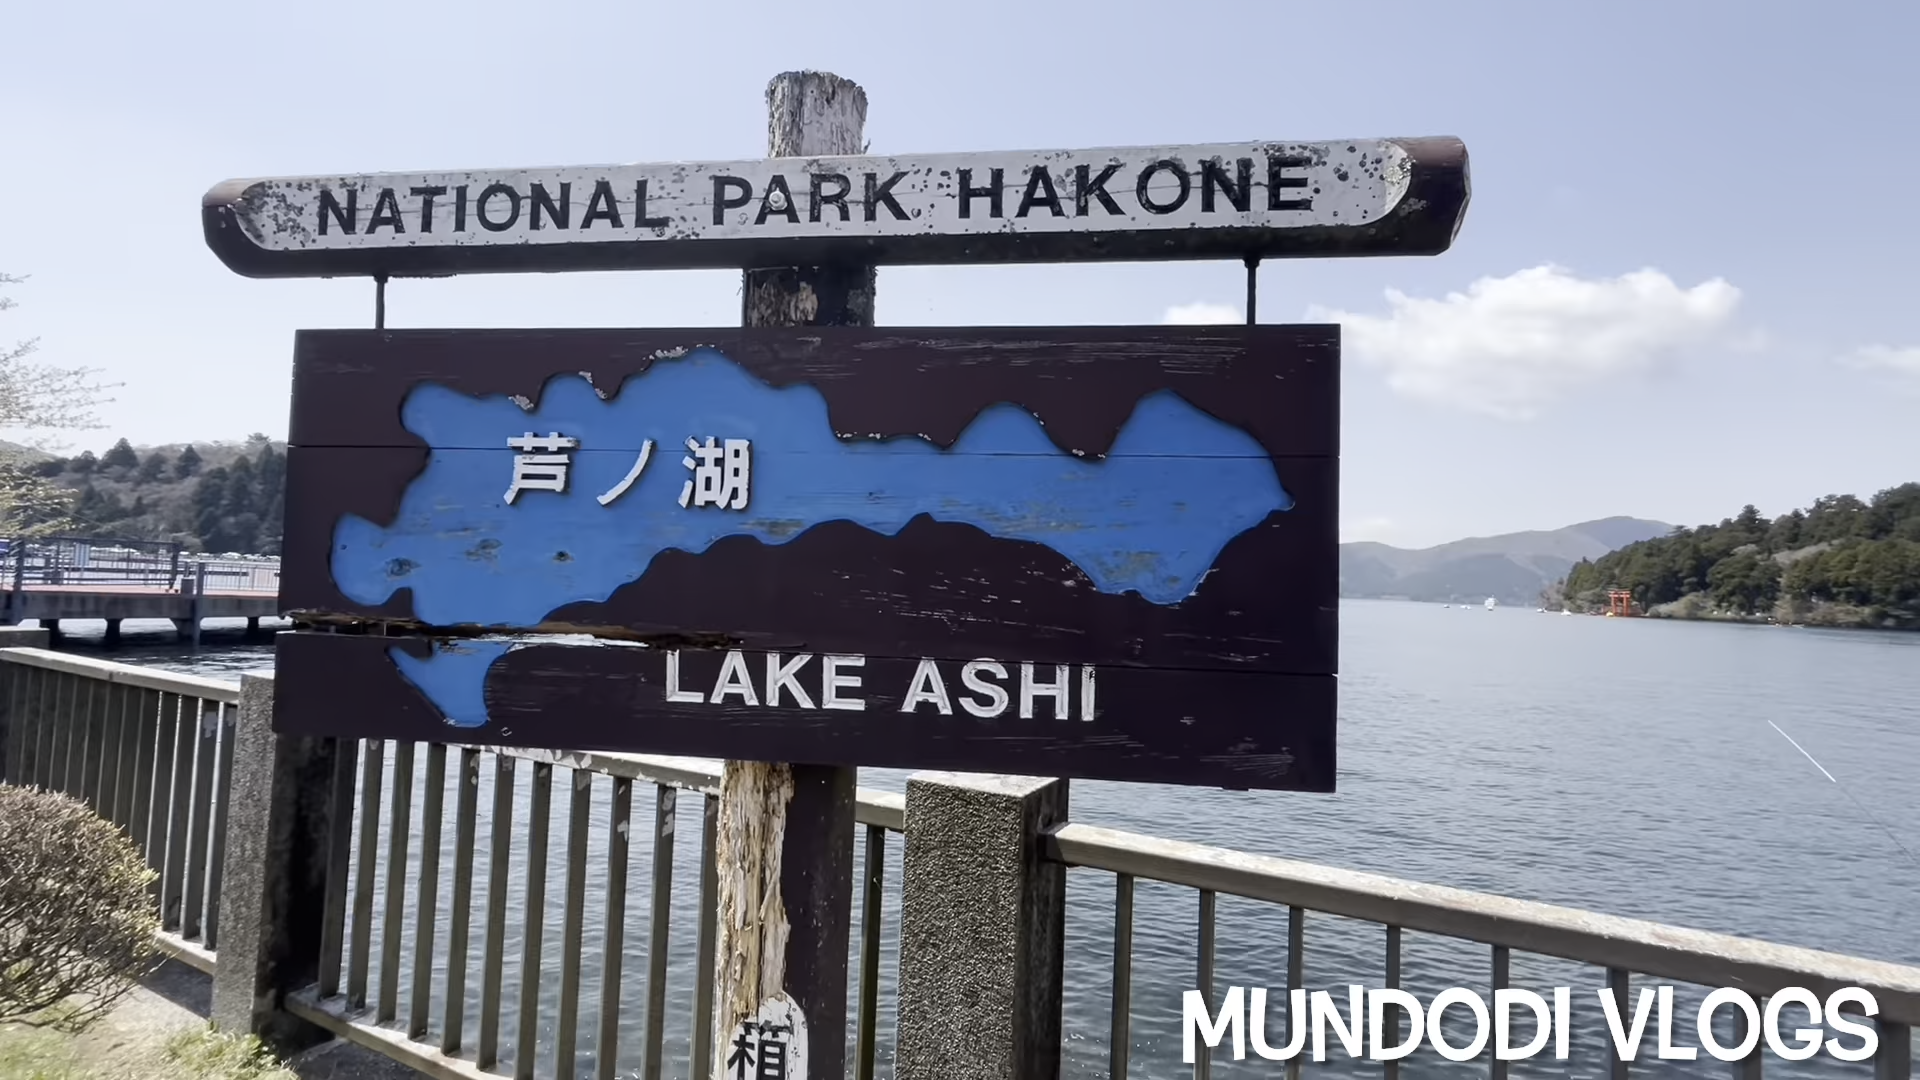 NATIONAL PARK HAKONE
芦ノ湖
LAKE ASHI
箱
MUNDODI VLOGS